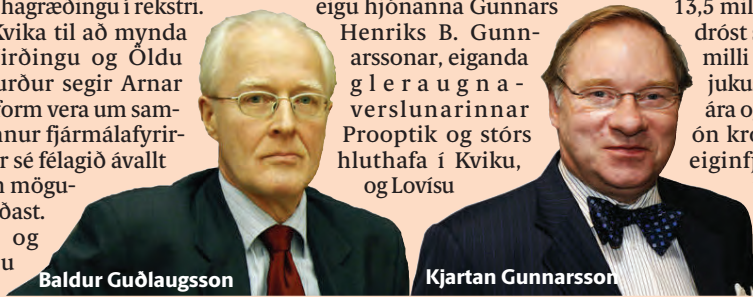 hagræðingu í rekstri.
Kvika til að mynda
irðingu og Öldu
urður segir Arnar
form vera um sam-
nnur fjármálafyrir-
r sé félagið ávallt
mögu-
ðast.
og
u
Baldur Guðlaugsson
eigu hjónanna Gunnars
Henriks B. Gunn-
arssonar, eiganda
gleraugna-
verslunarinnar
Prooptik og stórs
hluthafa í Kviku,
og Lovísu
Kjartan Gunnarsson
13,5 mil
dróst
milli
juku
ára o
ón kr
eiginfj